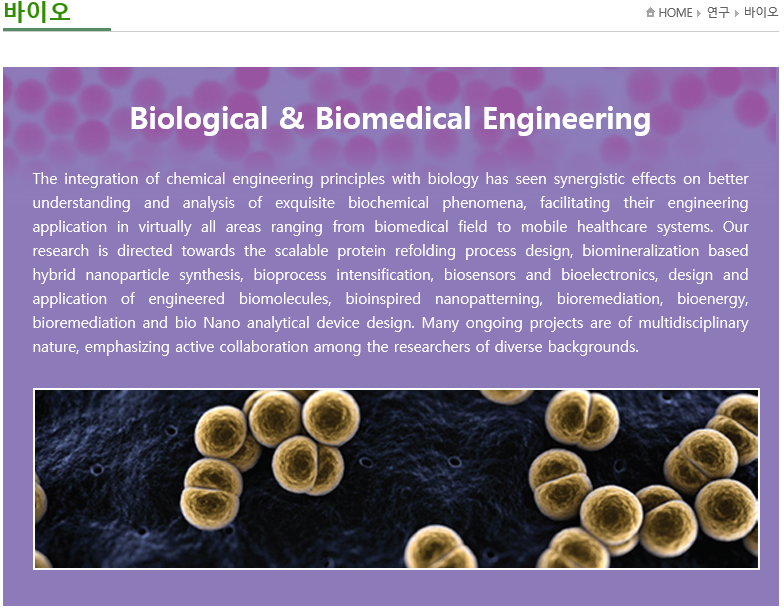 바이오
HOME 연구 바이오
Biological & Biomedical Engineering
The integration of chemical engineering principles with biology has seen synergistic effects on better
understanding and analysis of exquisite biochemical phenomena, facilitating their engineering
application in virtually all areas ranging from biomedical field to mobile healthcare systems. Our
research is directed towards the scalable protein refolding process design, biomineralization based
hybrid nanoparticle synthesis, bioprocess intensification, biosensors and bioelectronics, design and
application of engineered biomolecules, bioinspired nanopatterning, bioremediation, bioenergy,
bioremediation and bio Nano analytical device design. Many ongoing projects are of multidisciplinary
nature, emphasizing active collaboration among the researchers of diverse backgrounds.